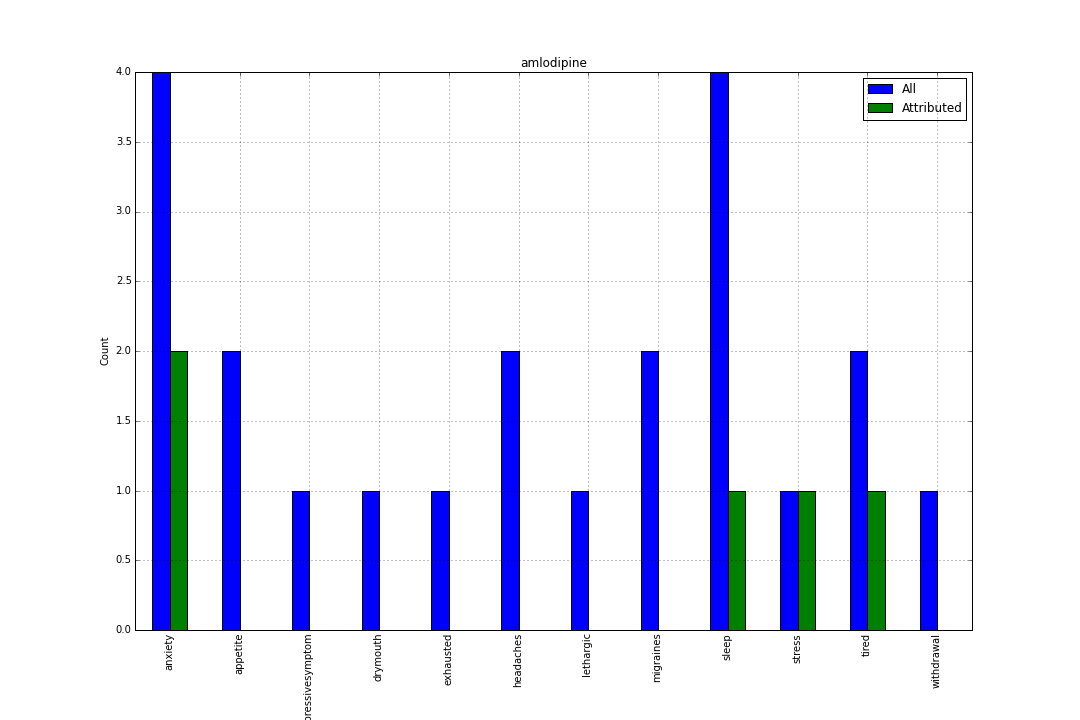 amlodipine
All
Attributed
4.0
3.5
3.0
2.5
2.0
1.5
1.0
0.5
0.0
Count
anxiety
appetite
pressivesymptom
drymouth
exhausted
headaches
lethargic
migraines
sleep
stress
tired
withdrawal